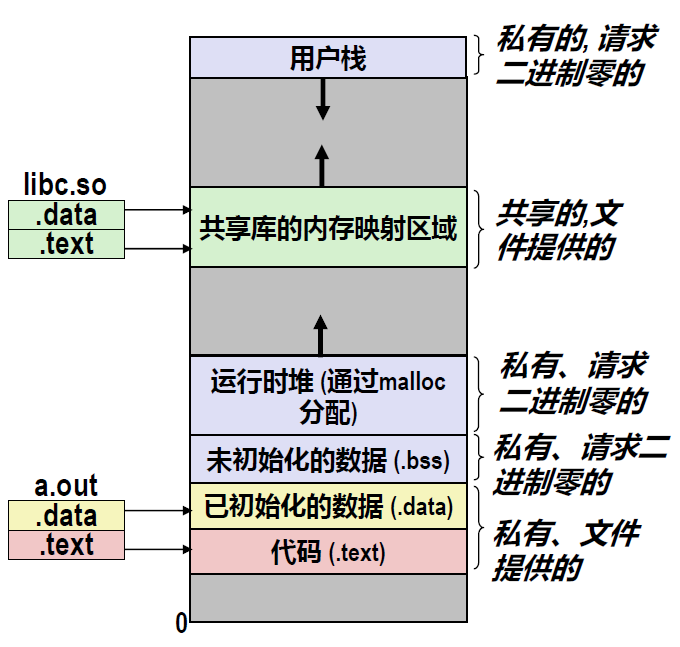 用户栈
私有的, 请求
二进制零的
libc.so
.data
.text
共享库的内存映射区域
共享的,文
件提供的
运行时堆 (通过malloc
分配)
私有、请求
二进制零的
未初始化的数据 (.bss)
私有、请求二
进制零的
a.out
.data
.text
已初始化的数据 (.data)
代码 (.text)
私有、文件
提供的
0